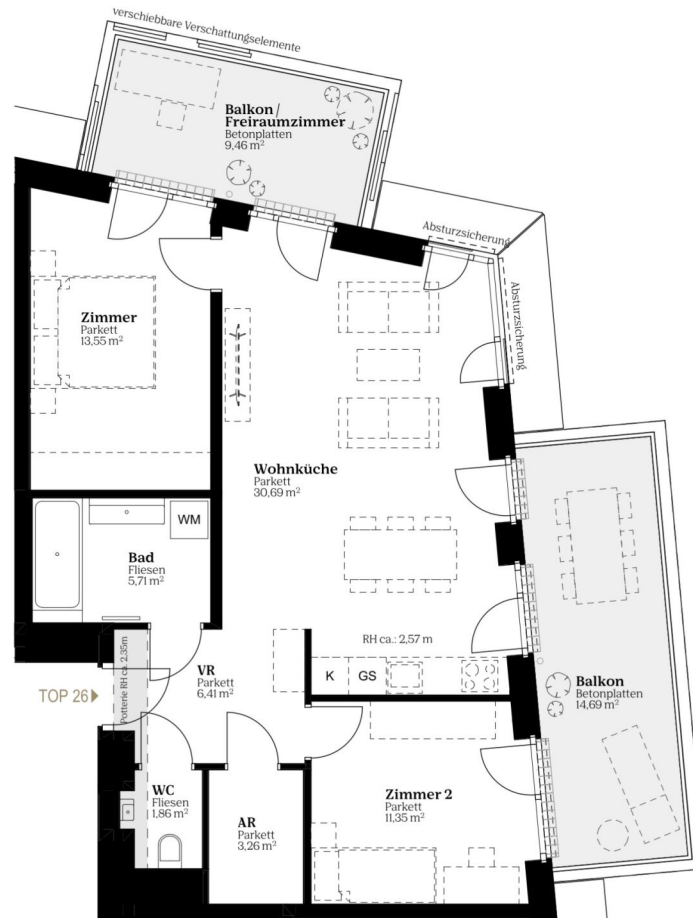 verschiebbare Verschattungselemente
Balkon/
Freiraumzimmer
Betonplatten
9,46 m²
Absturzsicherung
Absturzsicherung
Zimmer
Parkett
13,55 m²
Wohnküche
Parkett
30,69 m²
WM
Bad
Fliesen
5,71 m²
RH ca.: 2,57 m
K
GS
VR
Parkett
6,41 m²
Potterie RH ca. 2.35m
TOP 26
Balkon
Betonplatten
14,69 m²
WC
Fliesen
1,86 m²
AR
Parkett
3,26 m²
Zimmer 2
Parkett
11,35 m²